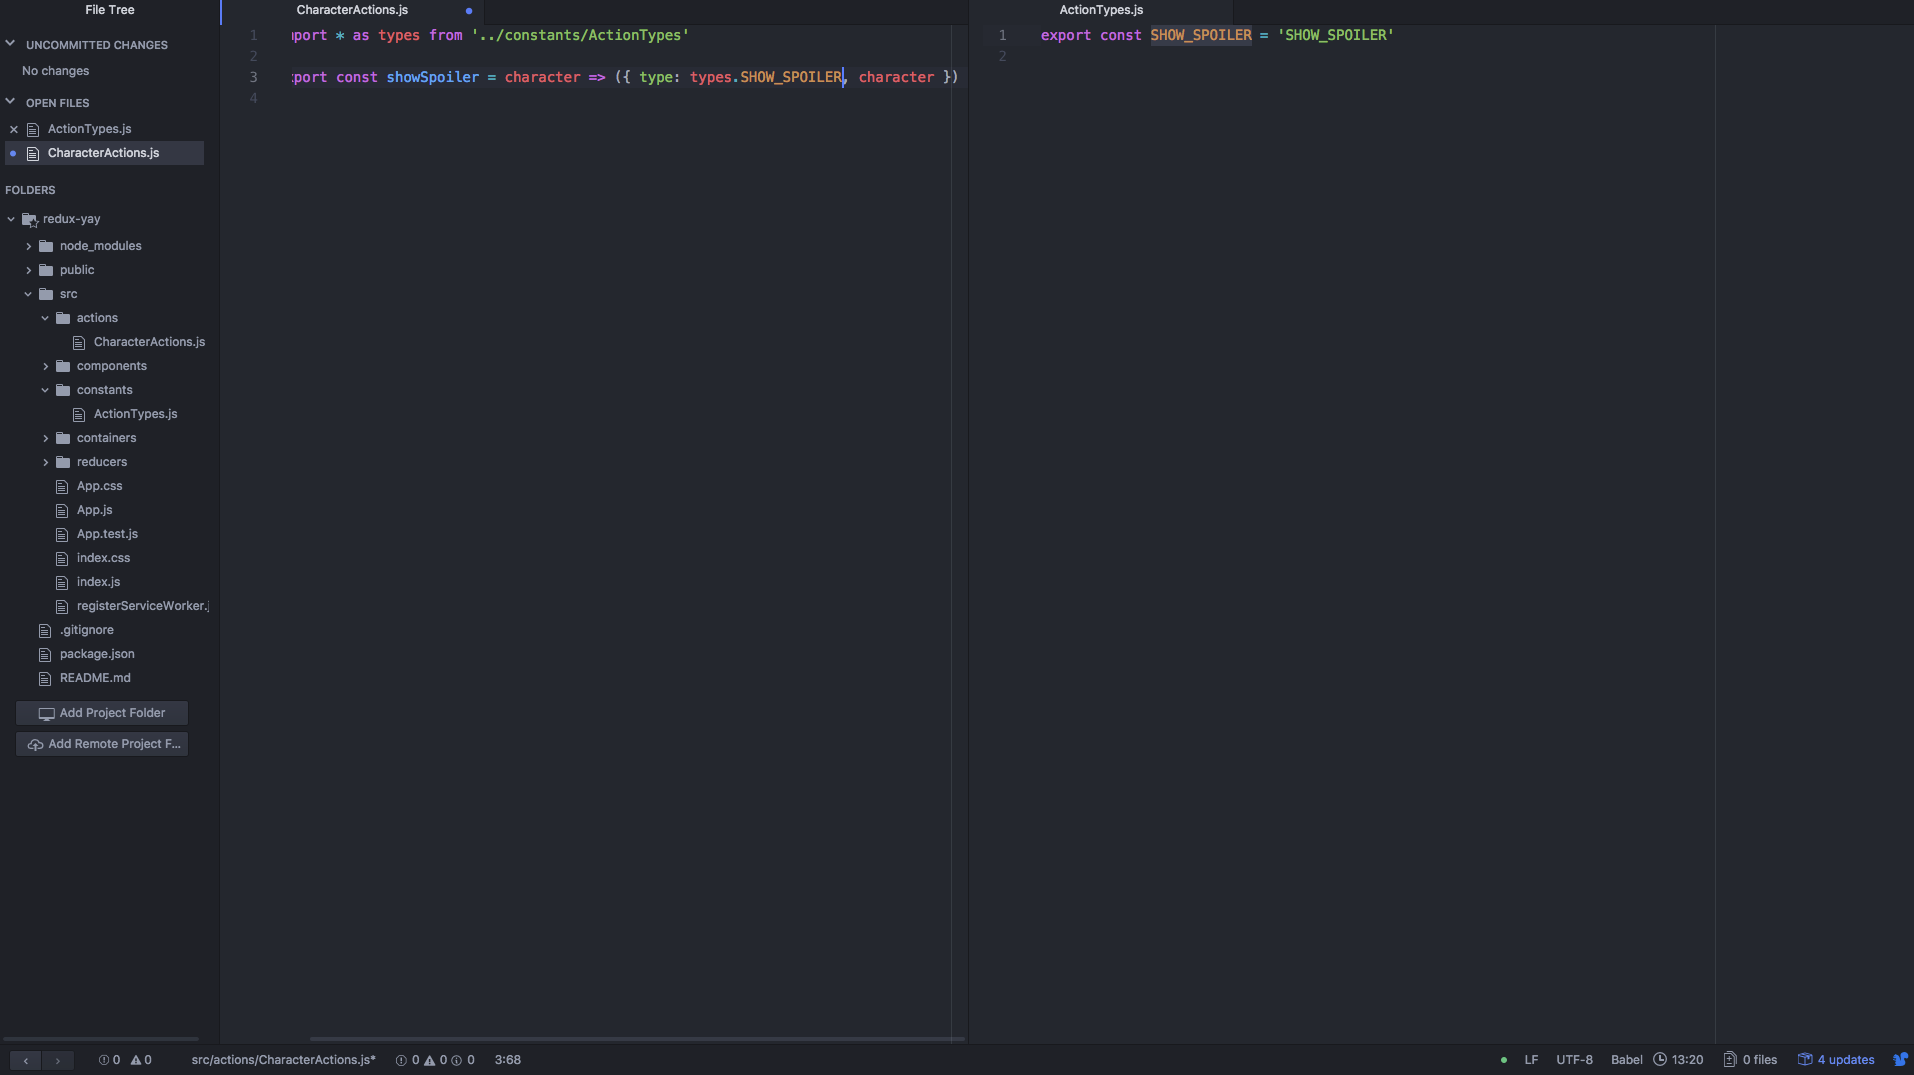 File Tree
UNCOMMITTED CHANGES
No changes
OPEN FILES
ActionTypes.js
CharacterActions.js
FOLDERS
redux-yay
node_modules
public
src
actions
CharacterActions.js
components
constants
ActionTypes.js
containers
reducers
App.css
App.js
App.test.js
index.css
index.js
registerServiceWorker.j
.gitignore
package.json
README.md
Add Project Folder
Add Remote Project F...
CharacterActions.js
1 port * as types from '../constants/ActionTypes'
2
3 port const showSpoiler = character => ({ type: types.SHOW_SPOILER, character })
4
ActionTypes.js
1 export const SHOW_SPOILER = 'SHOW_SPOILER'
2
0 0 src/actions/CharacterActions.js* 0 0 0 3:68 LF UTF-8 Babel 13:20 0 files 4 updates